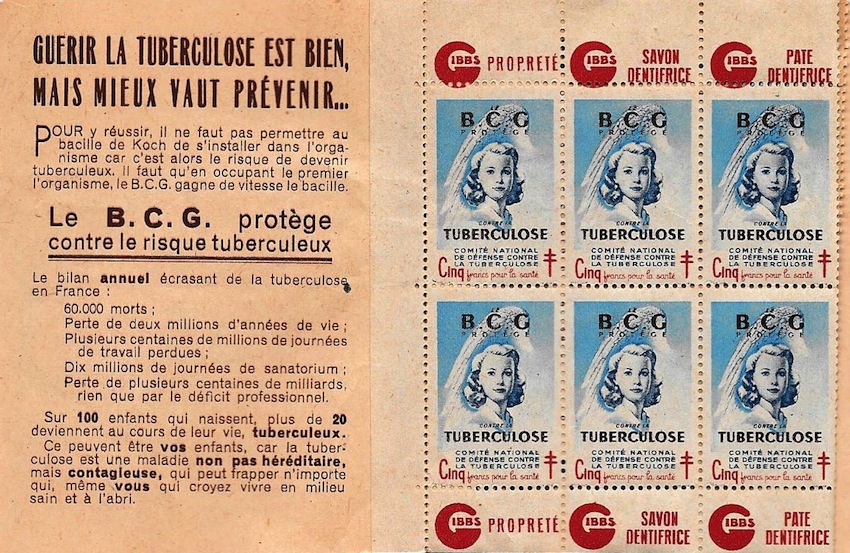 GUERIR LA TUBERCULOSE EST BIEN,
MAIS MIEUX VAUT PRÉVENIR...
POUR y réussir, il ne faut pas permettre au
bacille de Koch de s'installer dans l'orga-
nisme car c'est alors le risque de devenir
tuberculeux. Il faut qu'en occupant le premier
l'organisme, le B.C.G. gagne de vitesse le bacille.
Le B.C.G. protège
contre le risque tuberculeux
Le bilan annuel écrasant de la tuberculose
en France :
60.000 morts ;
Perte de deux millions d'années de vie ;
Plusieurs centaines de millions de journées
de travail perdues ;
Dix millions de journées de sanatorium ;
Perte de plusieurs centaines de milliards,
rien que par le déficit professionnel.
Sur 100 enfants qui naissent, plus de 20
deviennent au cours de leur vie, tuberculeux.
Ce peuvent être vos enfants, car la tuber-
culose est une maladie non pas héréditaire,
mais contagieuse, qui peut frapper n'importe
qui, même vous qui croyez vivre en milieu
sain et à l'abri.
GIBBS PROPRETÉ
GIBBS SAVON DENTIFRICE
GIBBS PATE DENTIFRICE
LE
B C G
PROTÈGE
CONTRE LA
TUBERCULOSE
COMITÉ NATIONAL
DE DÉFENSE CONTRE
LA TUBERCULOSE
Cinq francs pour la santé
LE
B C G
PROTÈGE
CONTRE LA
TUBERCULOSE
COMITÉ NATIONAL
DE DÉFENSE CONTRE
LA TUBERCULOSE
Cinq francs pour la santé
LE
B C G
PROTÈGE
CONTRE LA
TUBERCULOSE
COMITÉ NATIONAL
DE DÉFENSE CONTRE
LA TUBERCULOSE
Cinq francs pour la santé
LE
B C G
PROTÈGE
CONTRE LA
TUBERCULOSE
COMITÉ NATIONAL
DE DÉFENSE CONTRE
LA TUBERCULOSE
Cinq francs pour la santé
LE
B C G
PROTÈGE
CONTRE LA
TUBERCULOSE
COMITÉ NATIONAL
DE DÉFENSE CONTRE
LA TUBERCULOSE
Cinq francs pour la santé
LE
B C G
PROTÈGE
CONTRE LA
TUBERCULOSE
COMITÉ NATIONAL
DE DÉFENSE CONTRE
LA TUBERCULOSE
Cinq francs pour la santé
GIBBS PROPRETÉ
GIBBS SAVON DENTIFRICE
GIBBS PATE DENTIFRICE